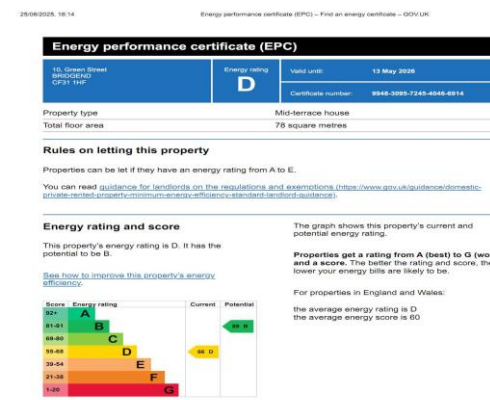 25/06/2025, 18:14
Energy performance certificate (EPC) – Find an energy certificate – GOV.UK
Energy performance certificate (EPC)
10, Green Street
BRIDGEND
CF31 1HF
Energy rating
D
Valid until:
13 May 2026
Certificate number:
Property type
Mid-terrace house
Total floor area
78 square metres
Rules on letting this property
Properties can be let if they have an energy rating from A to E.
You can read guidance for landlords on the regulations and exemptions (https://www.gov.uk/guidance/domestic-
private-rented-property-minimum-energy-efficiency-standard-landlord-guidance).
Energy rating and score
This property's energy rating is D. It has the
potential to be B.
See how to improve this property's energy
efficiency.
The graph shows this property's current and
potential energy rating.
Properties get a rating from A (best) to G (wo
and a score. The better the rating and score, the
lower your energy bills are likely to be.
For properties in England and Wales:
the average energy rating is D
the average energy score is 60
Score Energy rating Current Potential
92+ A
81-91 B
69-80 C
55-68 D 66 D
39-54 E
21-38 F
1-20 G